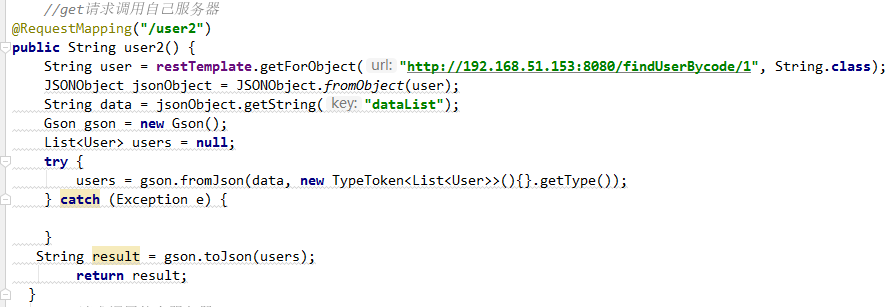 //get请求调用自己服务器
@RequestMapping("/user2")
public String user2() {
String user = restTemplate.getForObject( url: "http://192.168.51.153:8080/findUserBycode/1", String.class);
JSONObject jsonObject = JSONObject.fromObject(user);
String data = jsonObject.getString( key: "dataList");
Gson gson = new Gson();
List<User> users = null;
try {
users = gson.fromJson(data, new TypeToken<List<User>>(){}.getType());
} catch (Exception e) {
}
String result = gson.toJson(users);
return result;
}